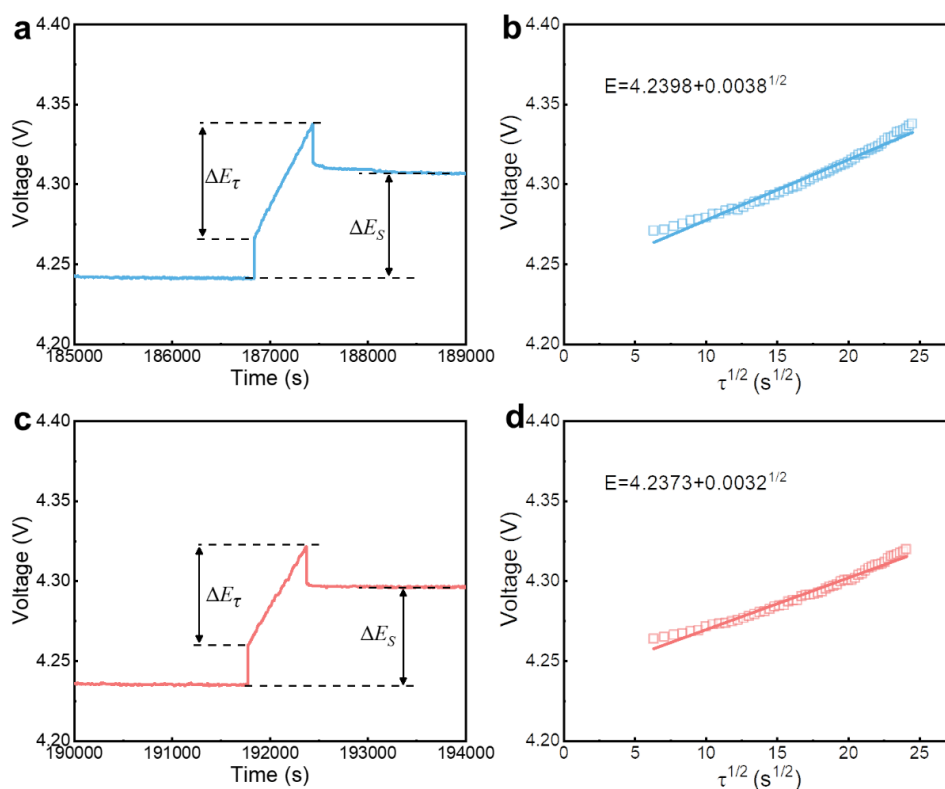 a
4.40
4.35
4.30
4.25
4.20
Voltage (V)
ΔE_τ
ΔE_S
185000 186000 187000 188000 189000
Time (s)
b
4.40
4.35
4.30
4.25
4.20
Voltage (V)
E=4.2398+0.0038^1/2
0 5 10 15 20 25
τ^1/2 (s^1/2)
c
4.40
4.35
4.30
4.25
4.20
Voltage (V)
ΔE_τ
ΔE_S
190000 191000 192000 193000 194000
Time (s)
d
4.40
4.35
4.30
4.25
4.20
Voltage (V)
E=4.2373+0.0032^1/2
0 5 10 15 20 25
τ^1/2 (s^1/2)